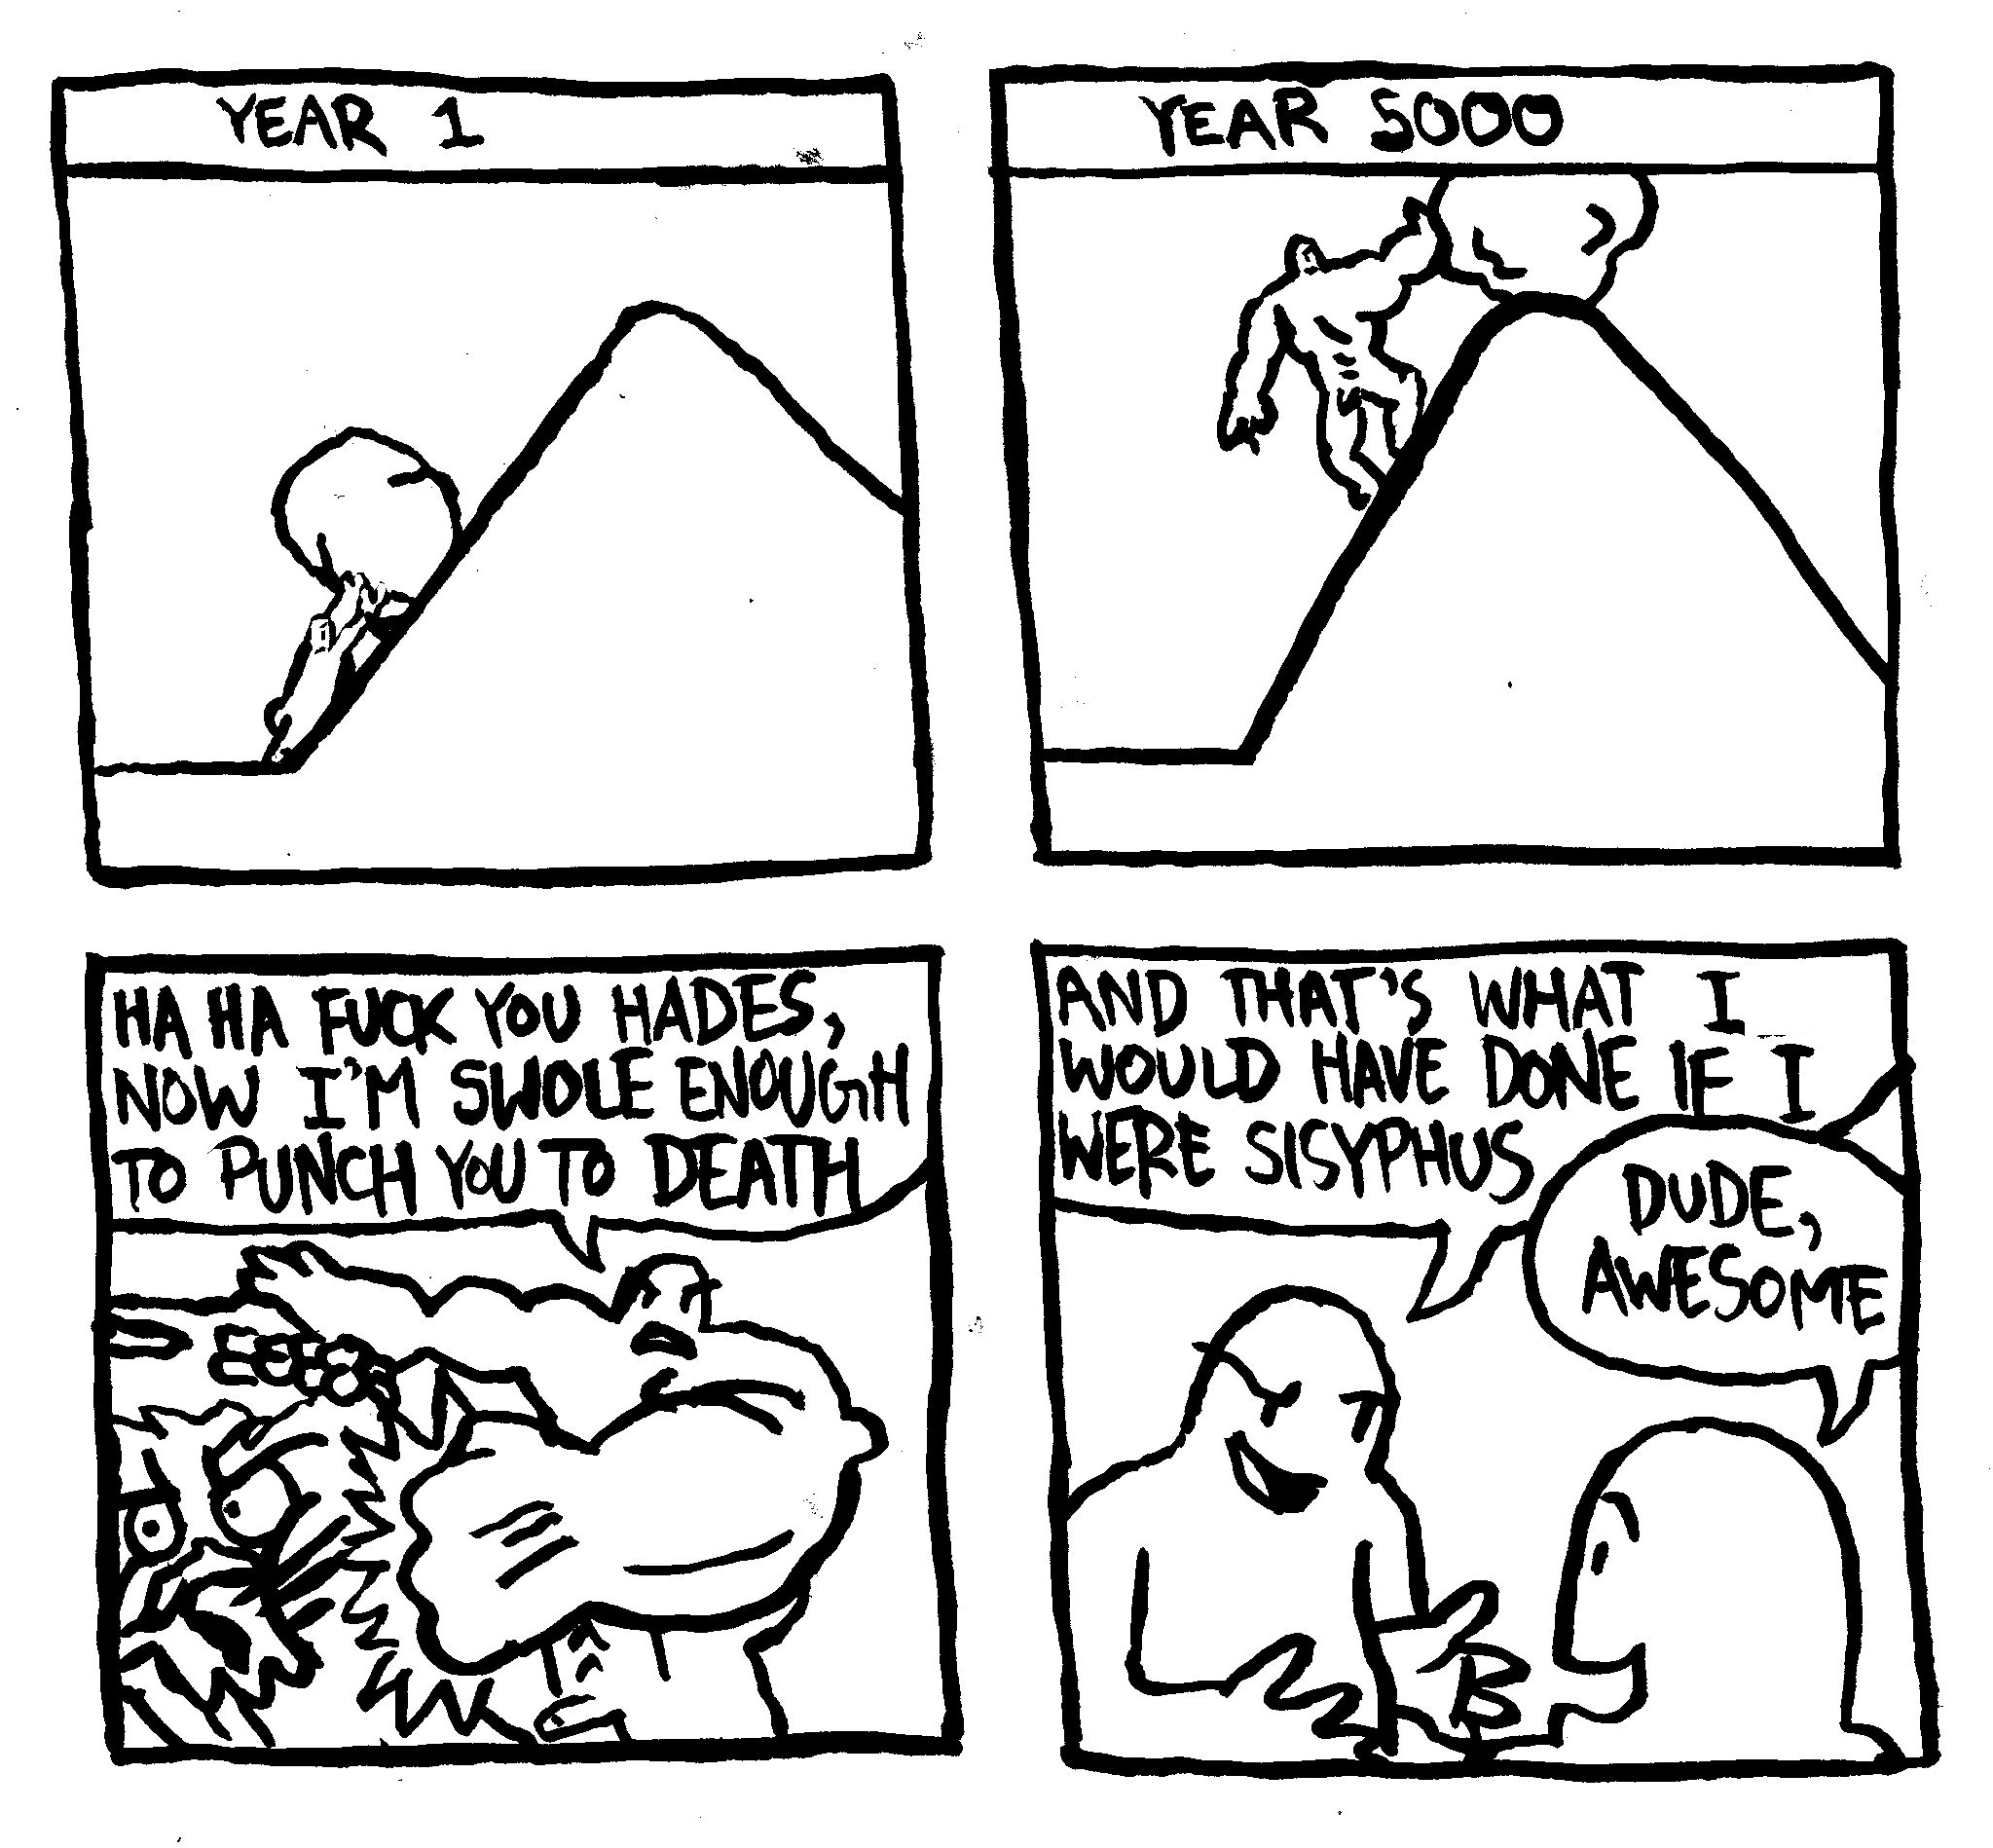 YEAR 1
YEAR 5000
HA HA FUCK YOU HADES,
NOW I'M SWOLE ENOUGH
TO PUNCH YOU TO DEATH
AND THAT'S WHAT I
WOULD HAVE DONE IF I
WERE SISYPHUS
DUDE,
AWESOME